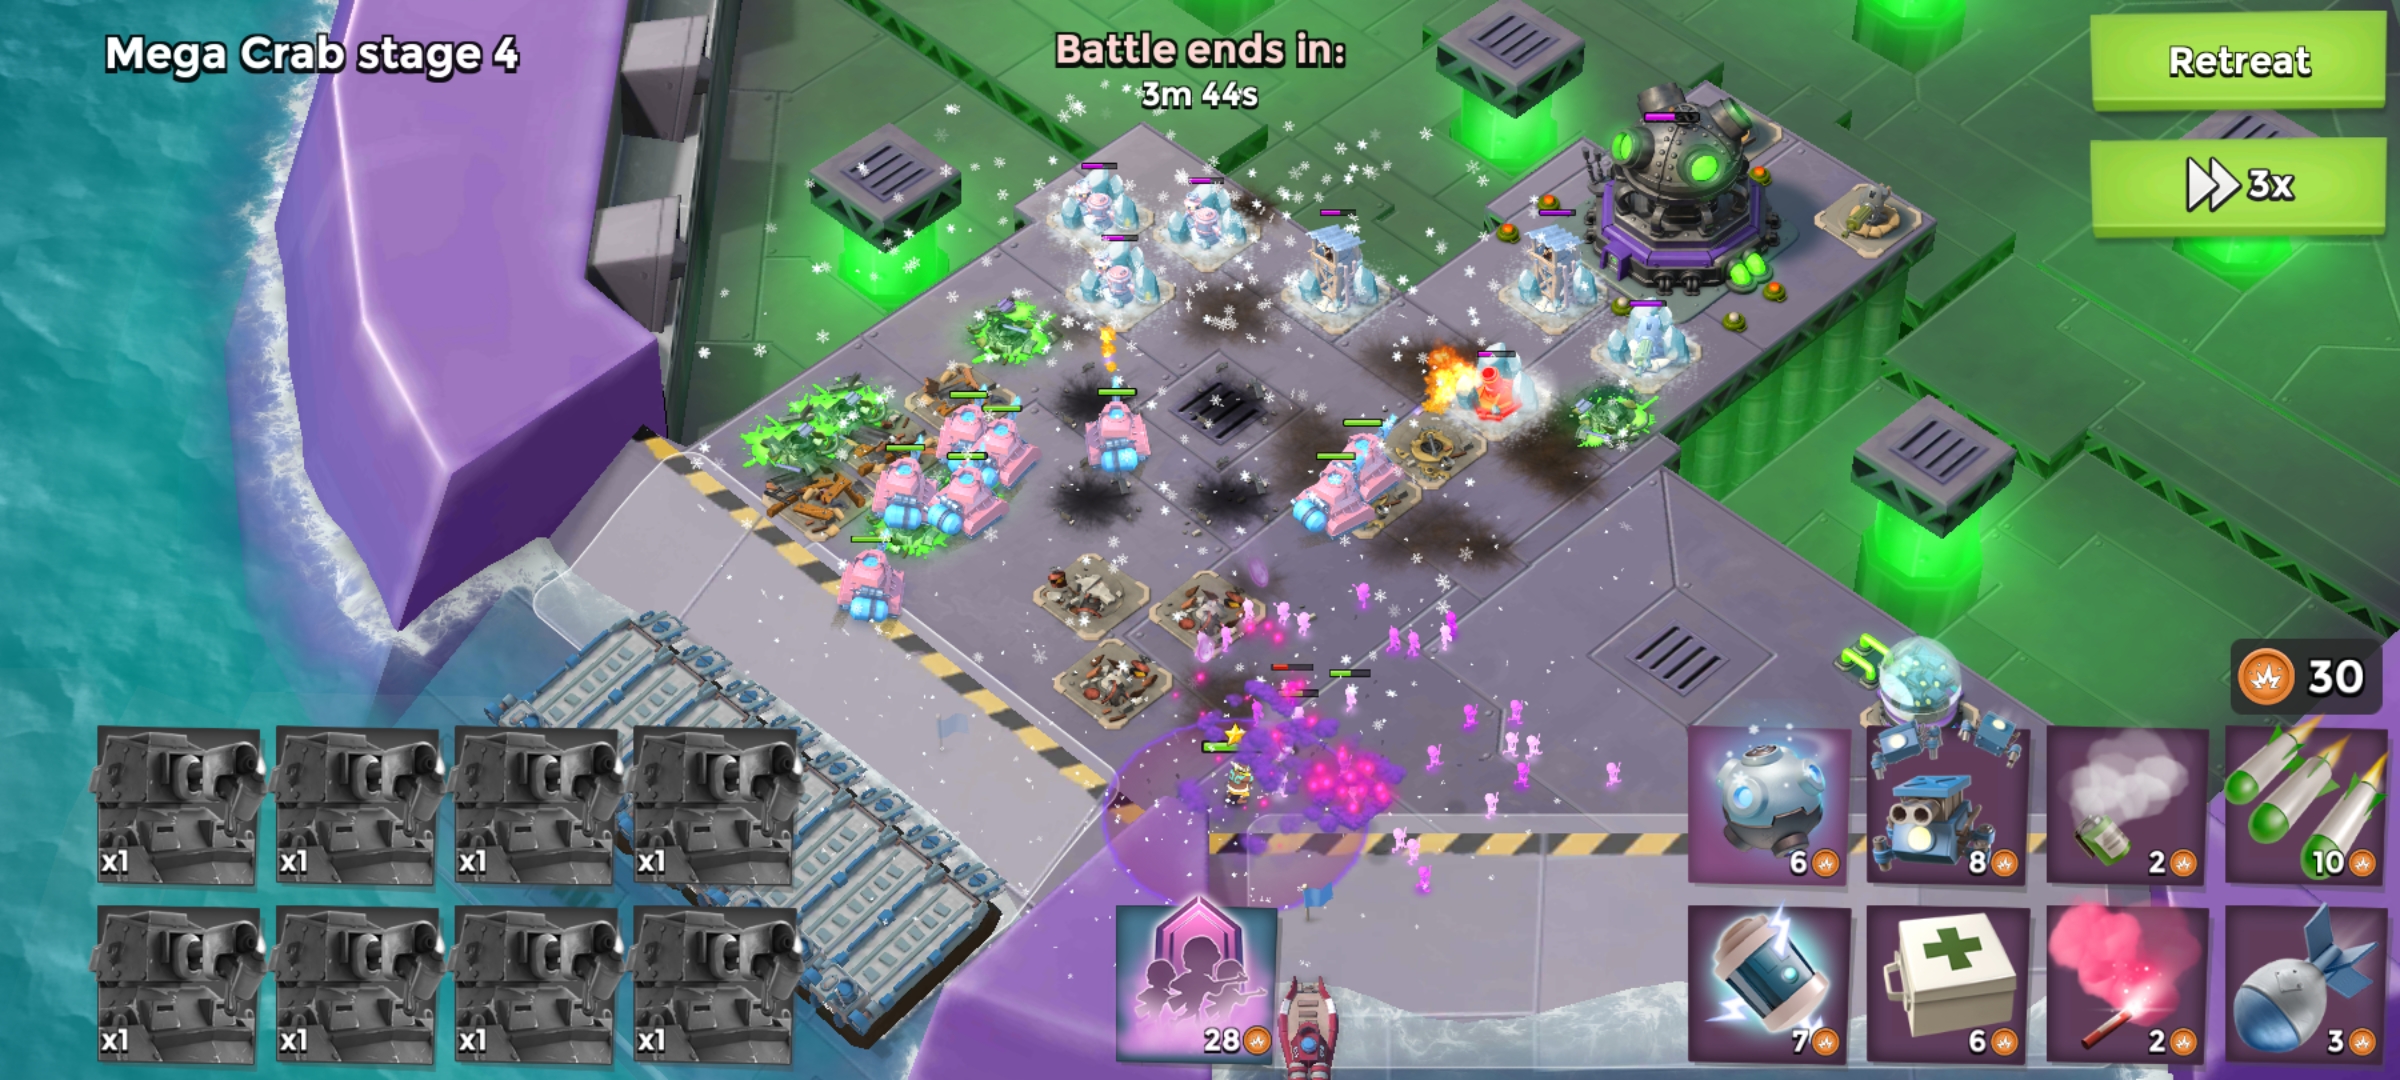 Mega Crab stage 4
Battle ends in:
3m 44s
Retreat
3x
30
x1
x1
x1
x1
6
8
2
10
x1
x1
x1
x1
28
7
6
2
3